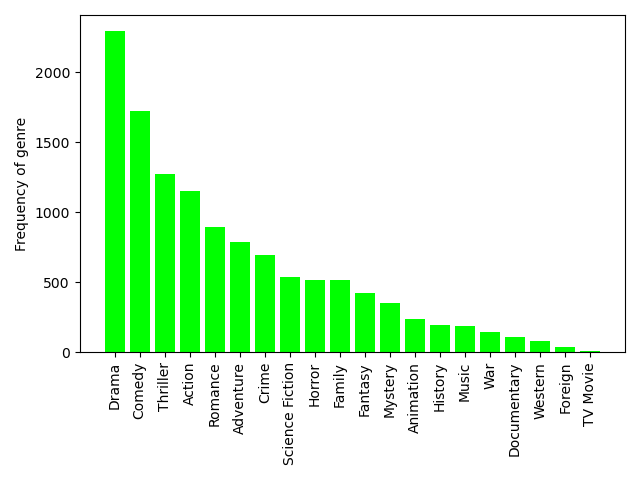 Frequency of genre
2000
1500
1000
500
0
Drama
Comedy
Thriller
Action
Romance
Adventure
Crime
Science Fiction
Horror
Family
Fantasy
Mystery
Animation
History
Music
War
Documentary
Western
Foreign
TV Movie